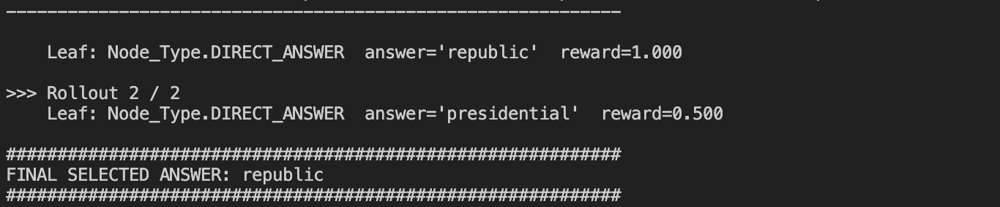 ------------------------------------------------------------
Leaf: Node_Type.DIRECT_ANSWER  answer='republic'  reward=1.000
>>> Rollout 2 / 2
Leaf: Node_Type.DIRECT_ANSWER  answer='presidential'  reward=0.500
############################################################
FINAL SELECTED ANSWER: republic
############################################################